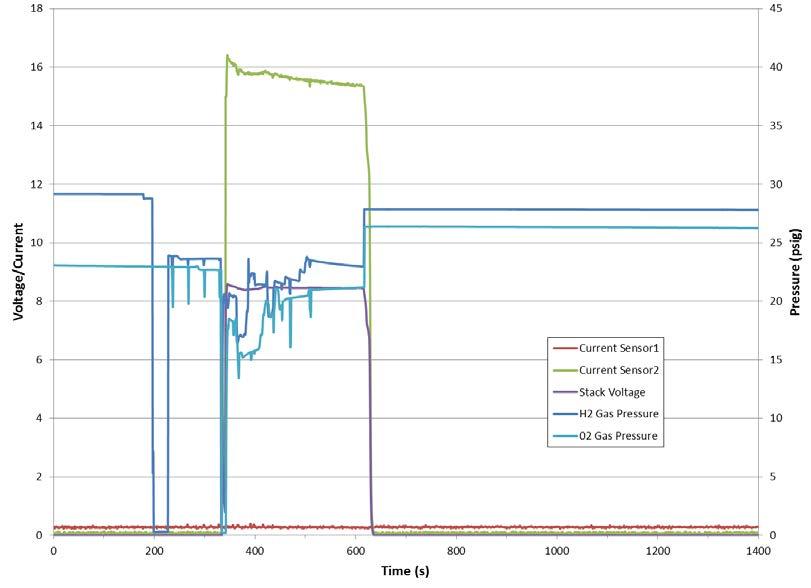 18 45
16 40
14 35
12 30
10 25
8 20
6 15
4 10
2 5
0 0
0 200 400 600 800 1000 1200 1400
Time (s)
Voltage/Current
Pressure (psig)
Current Sensor1
Current Sensor2
Stack Voltage
H2 Gas Pressure
02 Gas Pressure